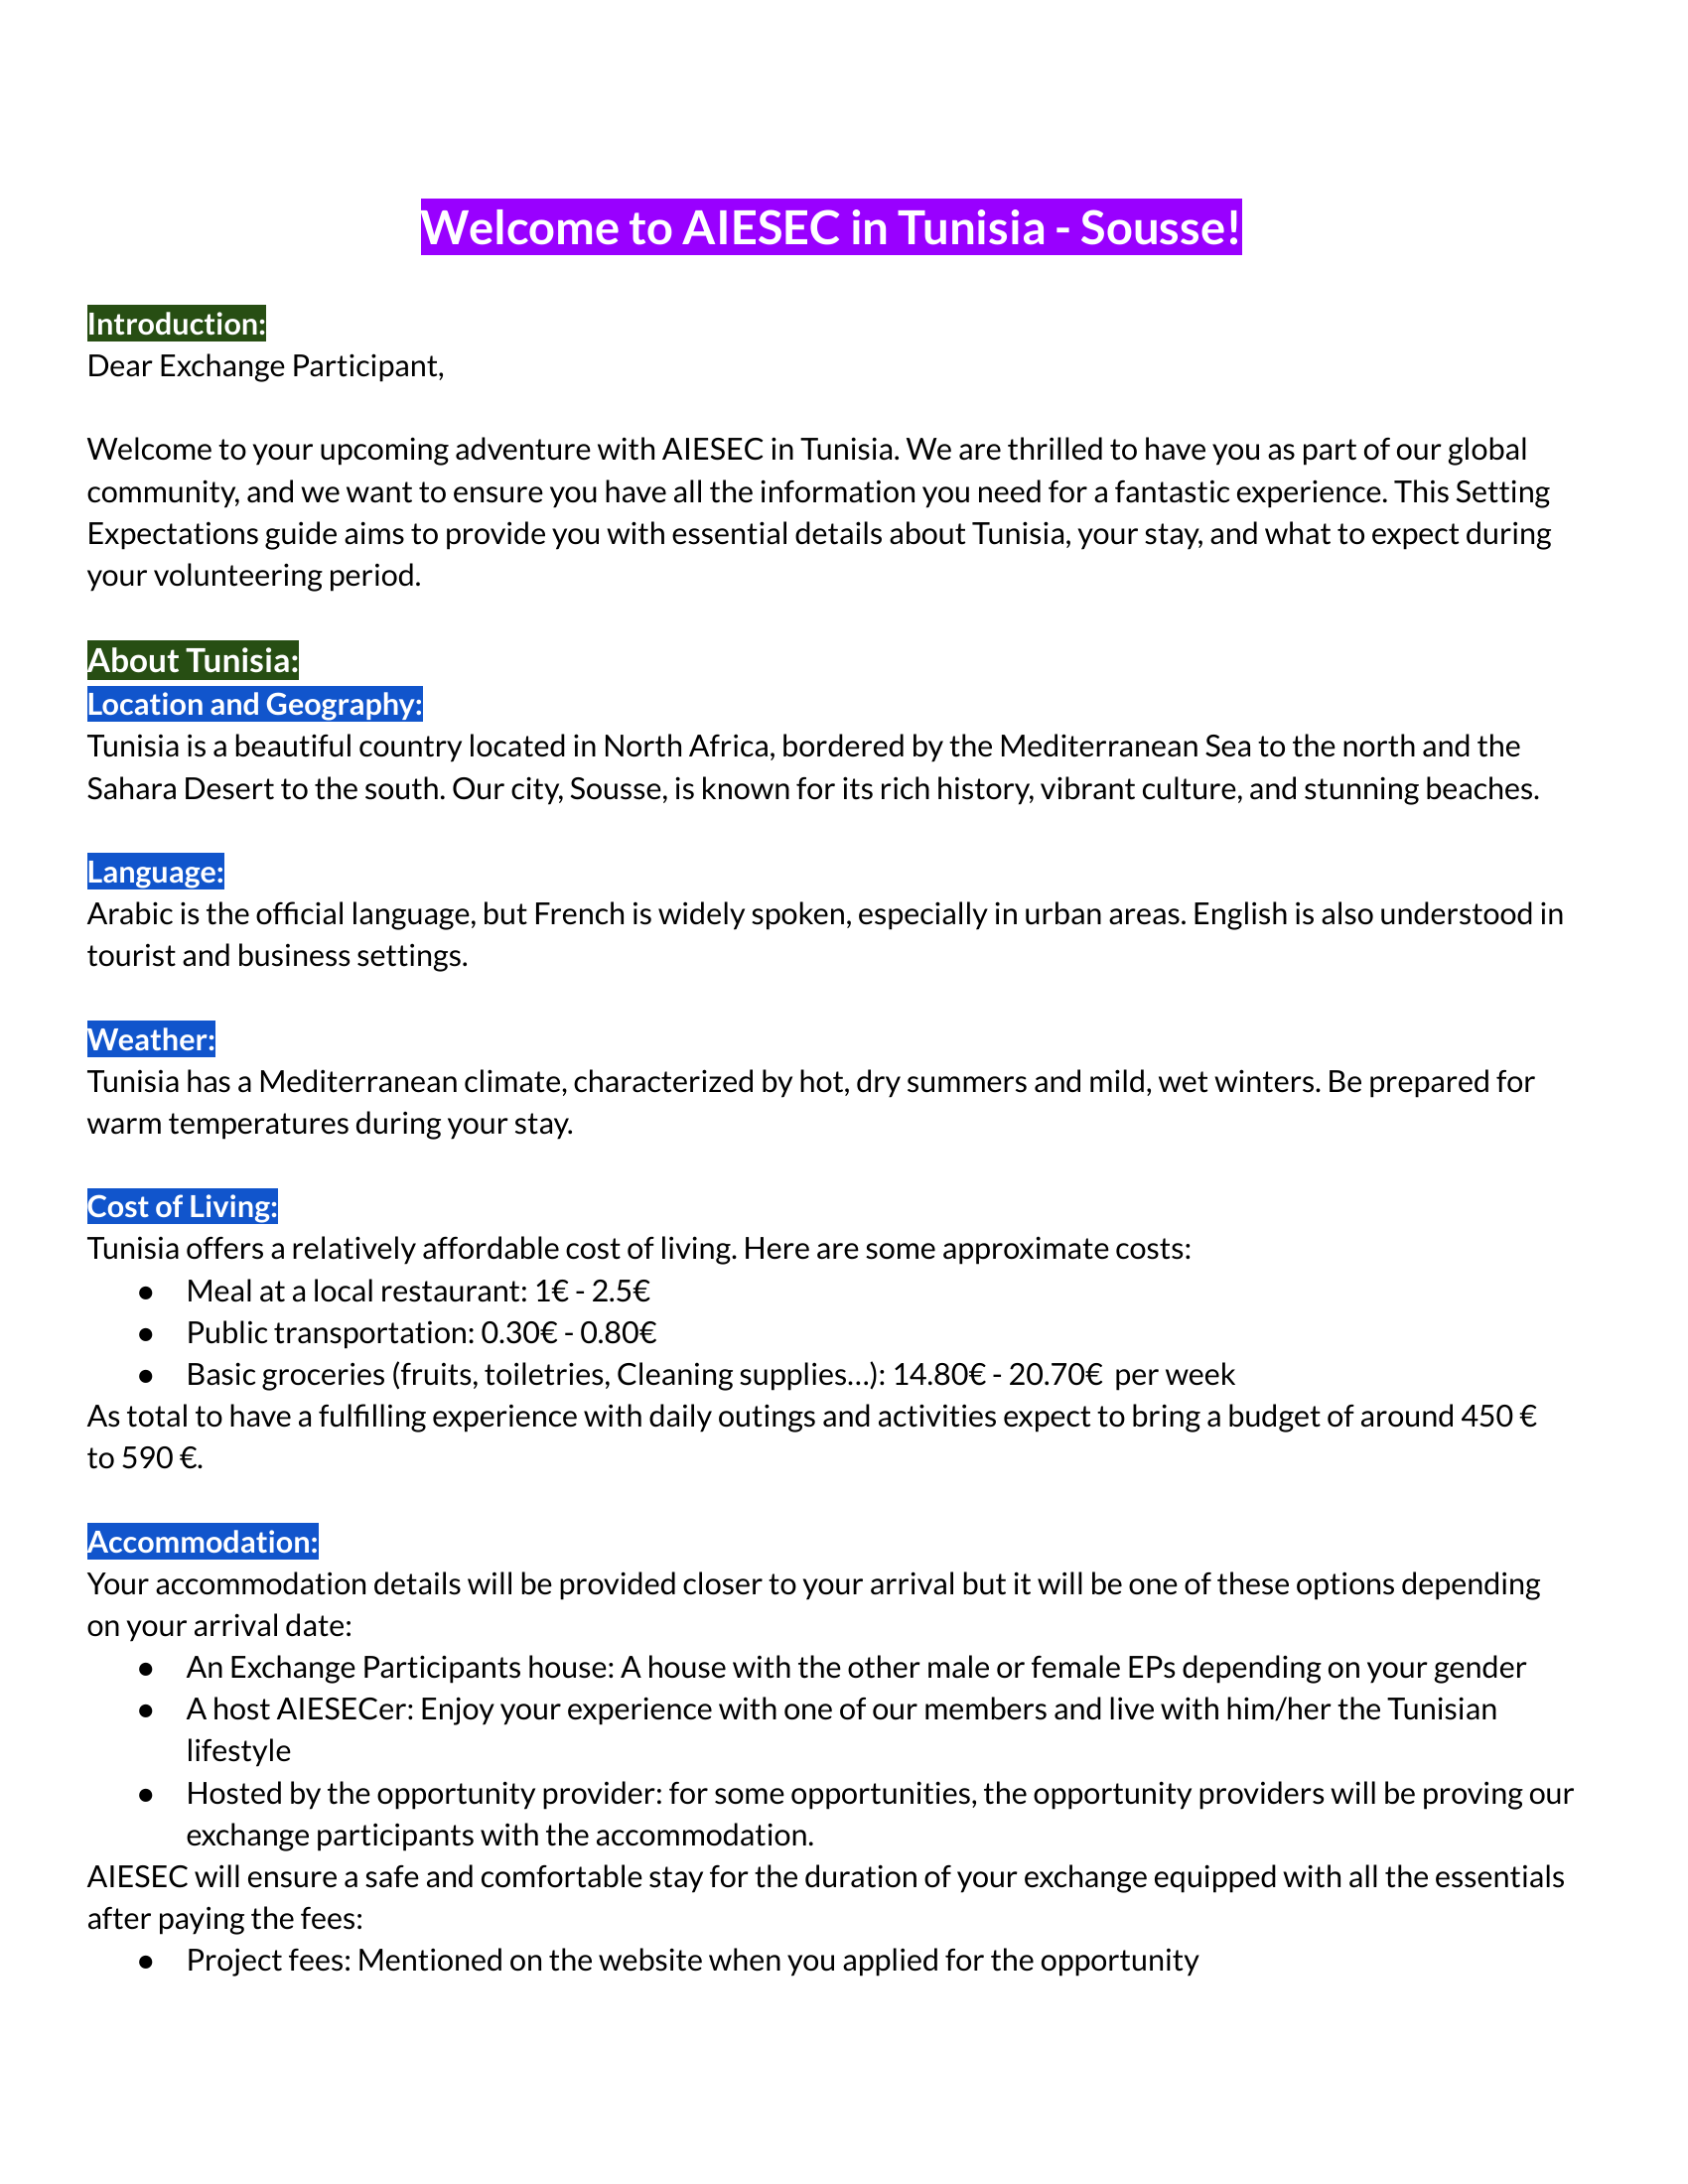 Welcome to AIESEC in Tunisia - Sousse!
Introduction:
Dear Exchange Participant,
Welcome to your upcoming adventure with AIESEC in Tunisia. We are thrilled to have you as part of our global
community, and we want to ensure you have all the information you need for a fantastic experience. This Setting
Expectations guide aims to provide you with essential details about Tunisia, your stay, and what to expect during
your volunteering period.
About Tunisia:
Location and Geography:
Tunisia is a beautiful country located in North Africa, bordered by the Mediterranean Sea to the north and the
Sahara Desert to the south. Our city, Sousse, is known for its rich history, vibrant culture, and stunning beaches.
Language:
Arabic is the official language, but French is widely spoken, especially in urban areas. English is also understood in
tourist and business settings.
Weather:
Tunisia has a Mediterranean climate, characterized by hot, dry summers and mild, wet winters. Be prepared for
warm temperatures during your stay.
Cost of Living:
Tunisia offers a relatively affordable cost of living. Here are some approximate costs:
● Meal at a local restaurant: 1€ - 2.5€
● Public transportation: 0.30€ - 0.80€
● Basic groceries (fruits, toiletries, Cleaning supplies…): 14.80€ - 20.70€ per week
As total to have a fulfilling experience with daily outings and activities expect to bring a budget of around 450 €
to 590 €.
Accommodation:
Your accommodation details will be provided closer to your arrival but it will be one of these options depending
on your arrival date:
● An Exchange Participants house: A house with the other male or female EPs depending on your gender
● A host AIESECer: Enjoy your experience with one of our members and live with him/her the Tunisian
lifestyle
● Hosted by the opportunity provider: for some opportunities, the opportunity providers will be proving our
exchange participants with the accommodation.
AIESEC will ensure a safe and comfortable stay for the duration of your exchange equipped with all the essentials
after paying the fees:
● Project fees: Mentioned on the website when you applied for the opportunity